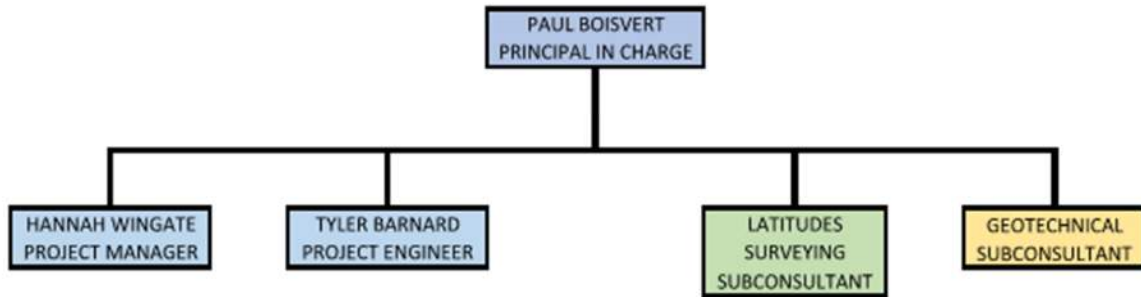 PAUL BOISVERT
PRINCIPAL IN CHARGE
HANNAH WINGATE
PROJECT MANAGER
TYLER BARNARD
PROJECT ENGINEER
LATITUDES
SURVEYING
SUBCONSULTANT
GEOTECHNICAL
SUBCONSULTANT